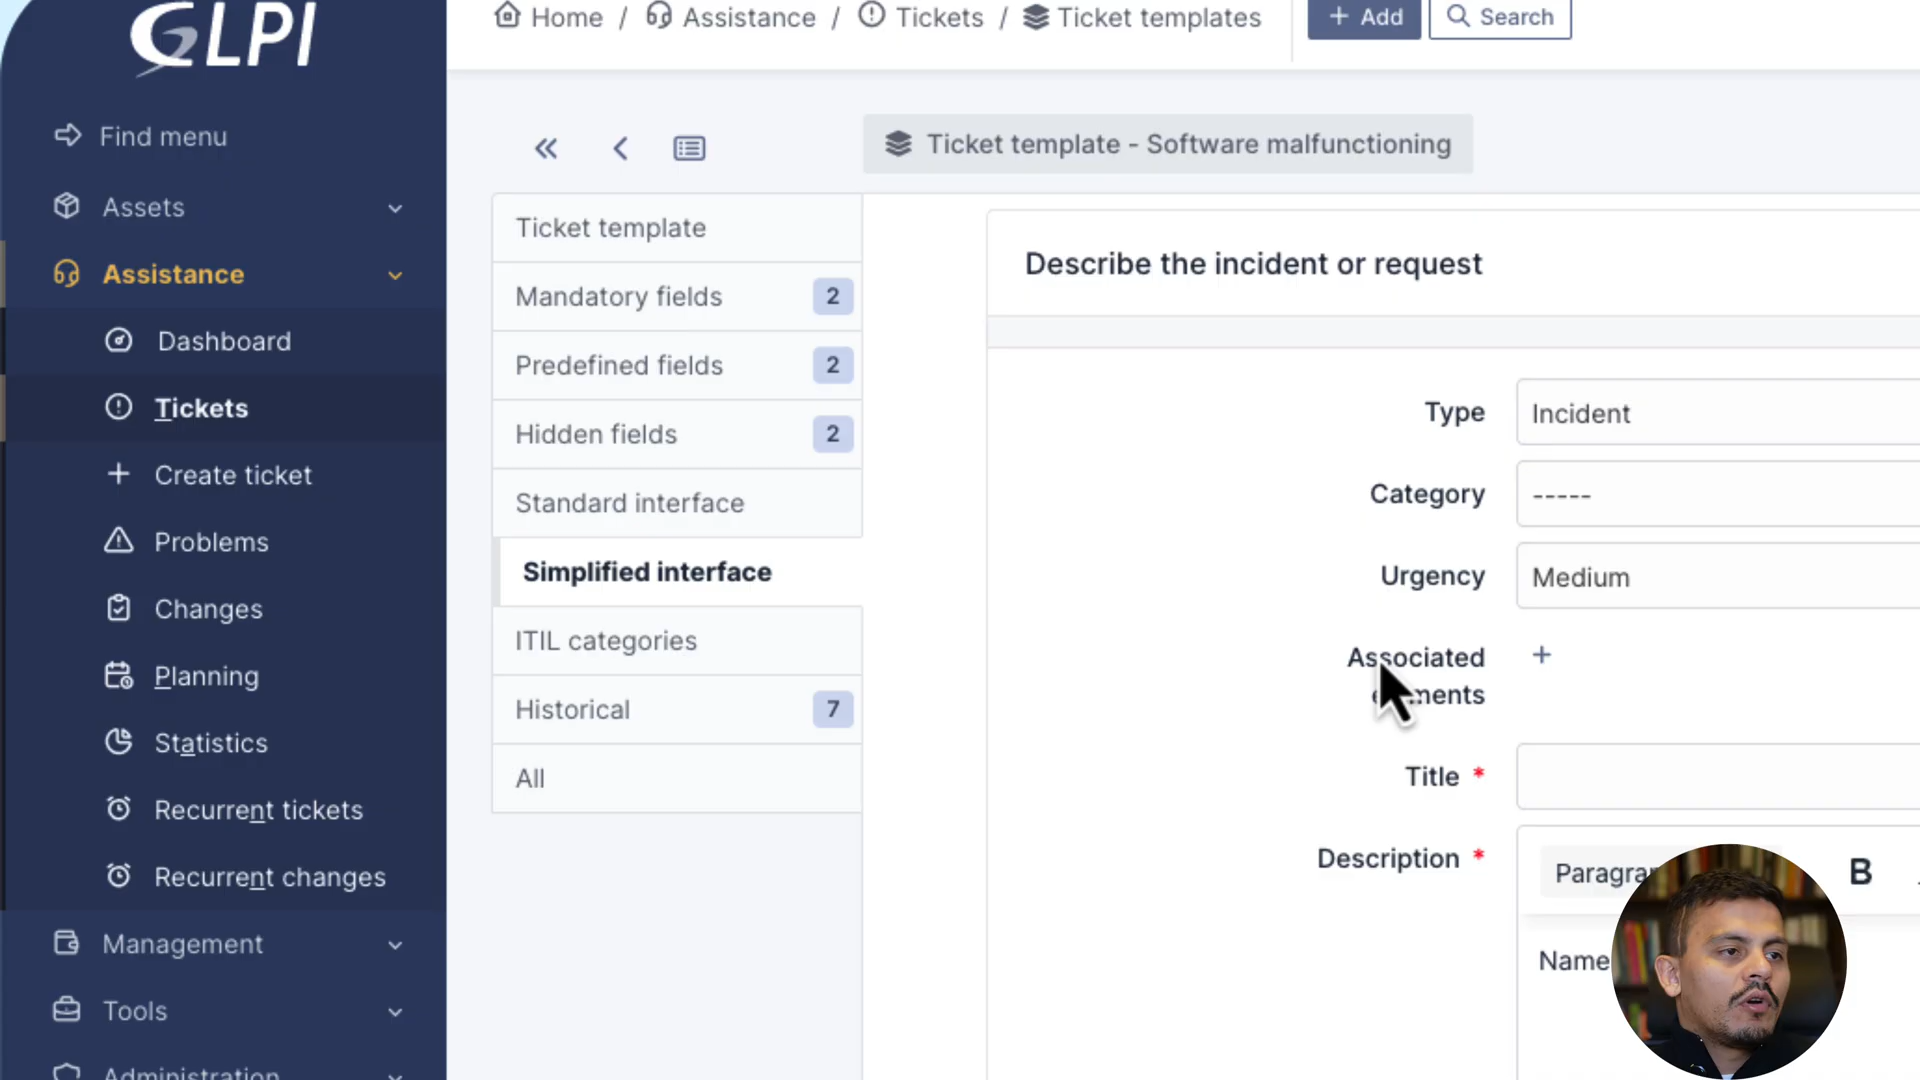 GLPI
Home / Assistance / Tickets / Ticket templates
+ Add
Search
Find menu
Assets
Assistance
Dashboard
Tickets
Create ticket
Problems
Changes
Planning
Statistics
Recurrent tickets
Recurrent changes
Management
Tools
Administration
Ticket template - Software malfunctioning
Ticket template
Mandatory fields 2
Predefined fields 2
Hidden fields 2
Standard interface
Simplified interface
ITIL categories
Historical 7
All
Describe the incident or request
Type Incident
Category -----
Urgency Medium
Associated +
Title *
Description *
B
Name